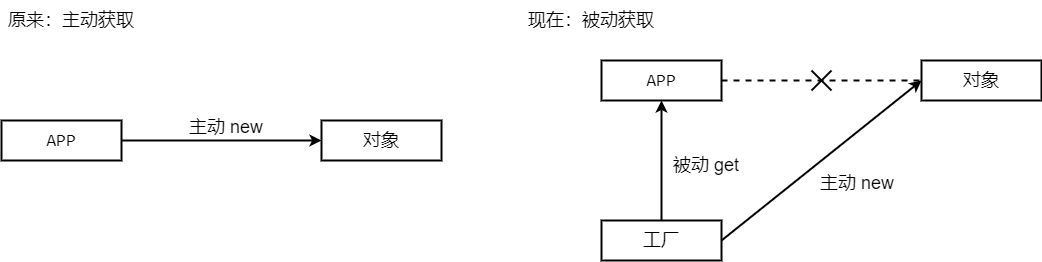 原来：主动获取
APP
主动 new
对象
现在：被动获取
APP
对象
被动 get
主动 new
工厂